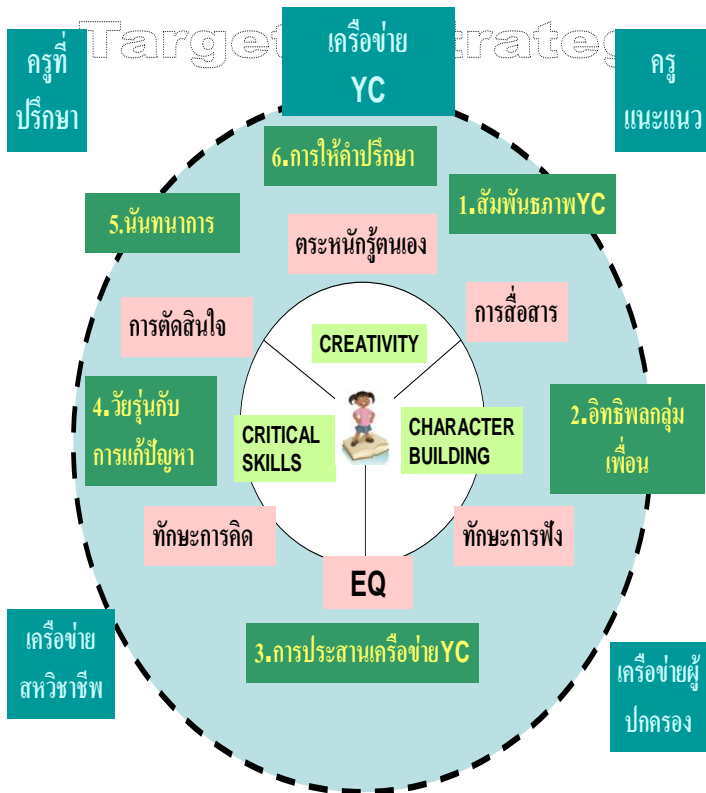 Target
trateg
เครือข่าย
YC
ครูที่
ปรึกษา
ครู
แนะแนว
6.การให้คำปรึกษา
1.สัมพันธภาพYC
5.นันทนาการ
ตระหนักรู้ตนเอง
การสื่อสาร
การตัดสินใจ
CREATIVITY
4.วัยรุ่นกับ
การแก้ปัญหา
CRITICAL
SKILLS
CHARACTER
BUILDING
2.อิทธิพลกลุ่ม
เพื่อน
ทักษะการคิด
ทักษะการฟัง
EQ
3.การประสานเครือข่ายYC
เครือข่าย
สหวิชาชีพ
เครือข่ายผู้
ปกครอง